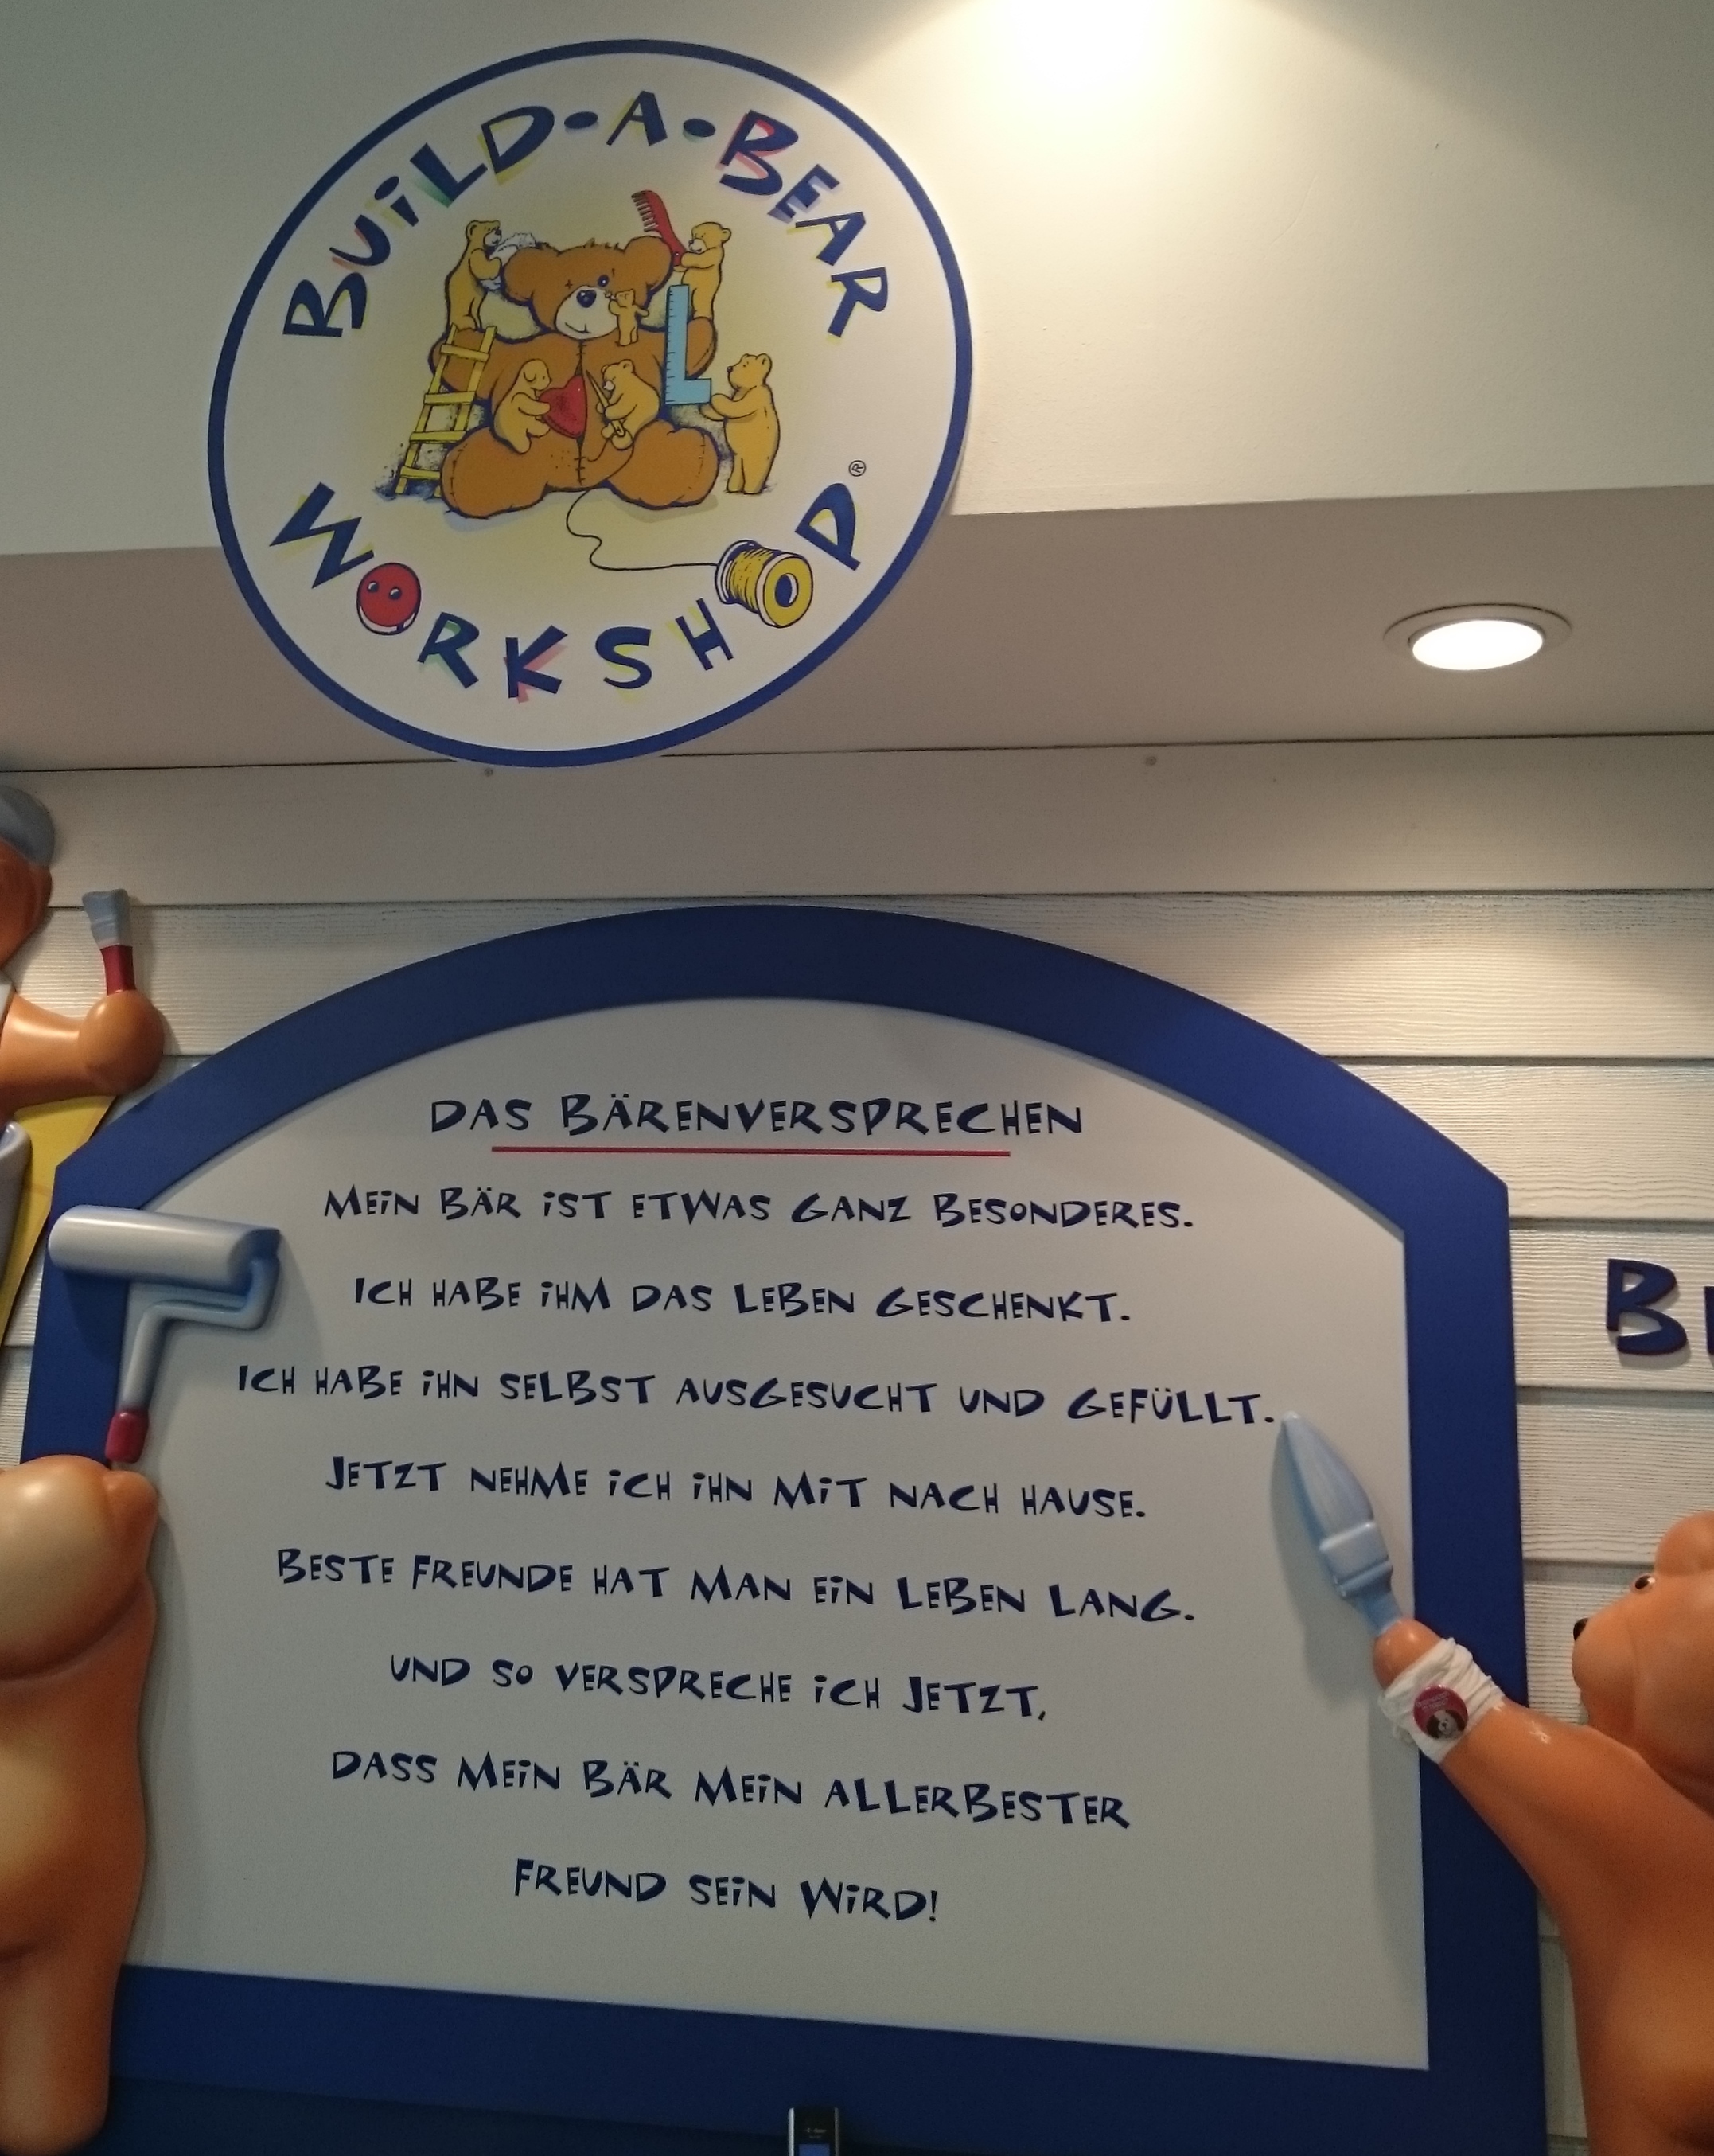 BUiLD-A-BEAR
WORKSHOP®
DAS BÄRENVERSPRECHEN
MEiN BÄR iST ETWAS GANZ BESONDERES.
ICH HABE iHM DAS LEBEN GESCHENKT.
ICH HABE iHN SELBST AUSGESUCHT UND GEFÜLLT.
JETZT NEHME iCH iHN MiT NACH HAUSE.
BESTE FREUNDE HAT MAN EiN LEBEN LANG.
UND SO VERSPRECHE iCH JETZT,
DASS MEiN BÄR MEiN ALLERBESTER
FREUND SEiN WiRD!